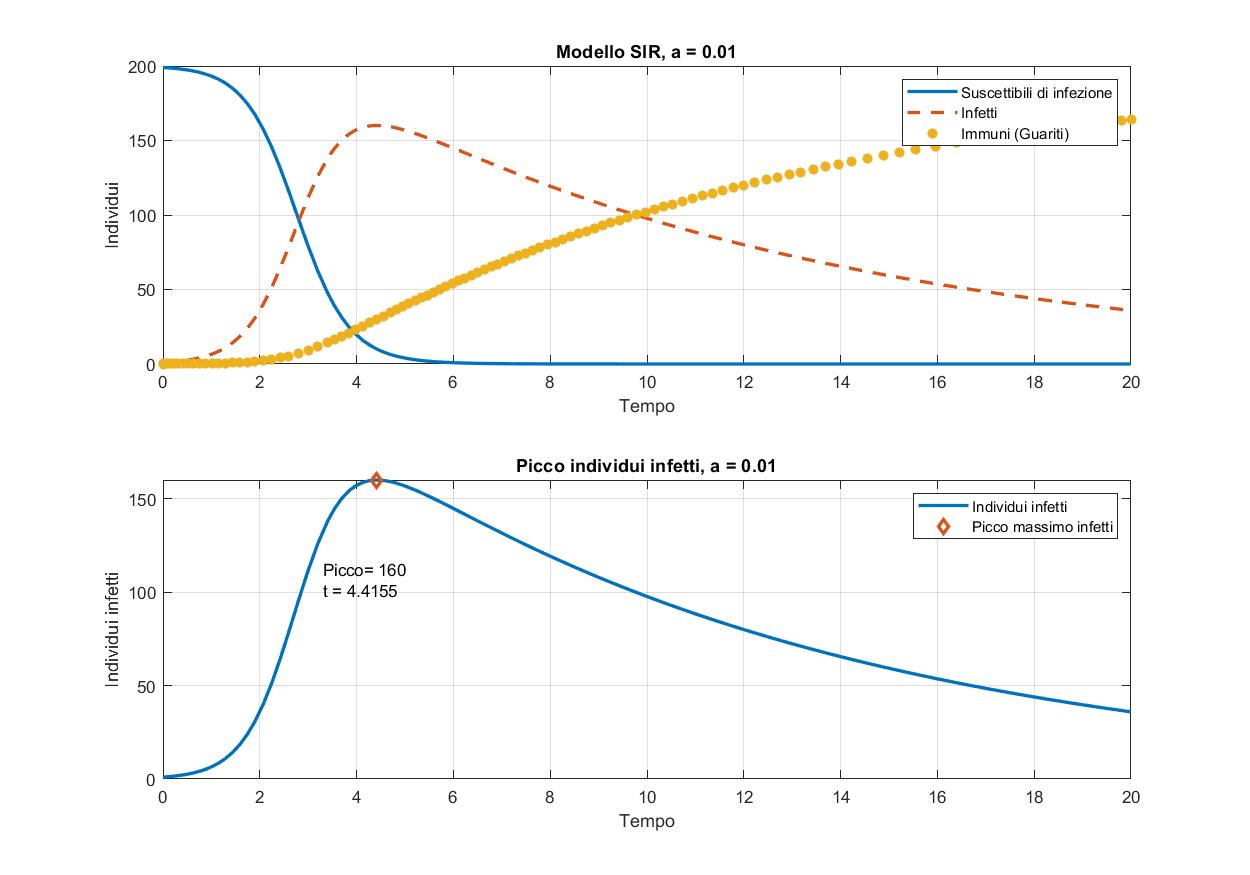 Modello SIR, a = 0.01
200
150
100
50
0
Individui
Suscettibili di infezione
Infetti
Immuni (Guariti)
0 2 4 6 8 10 12 14 16 18 20
Tempo
Picco individui infetti, a = 0.01
150
100
50
0
Individui infetti
Individui infetti
Picco massimo infetti
Picco= 160
t = 4.4155
0 2 4 6 8 10 12 14 16 18 20
Tempo